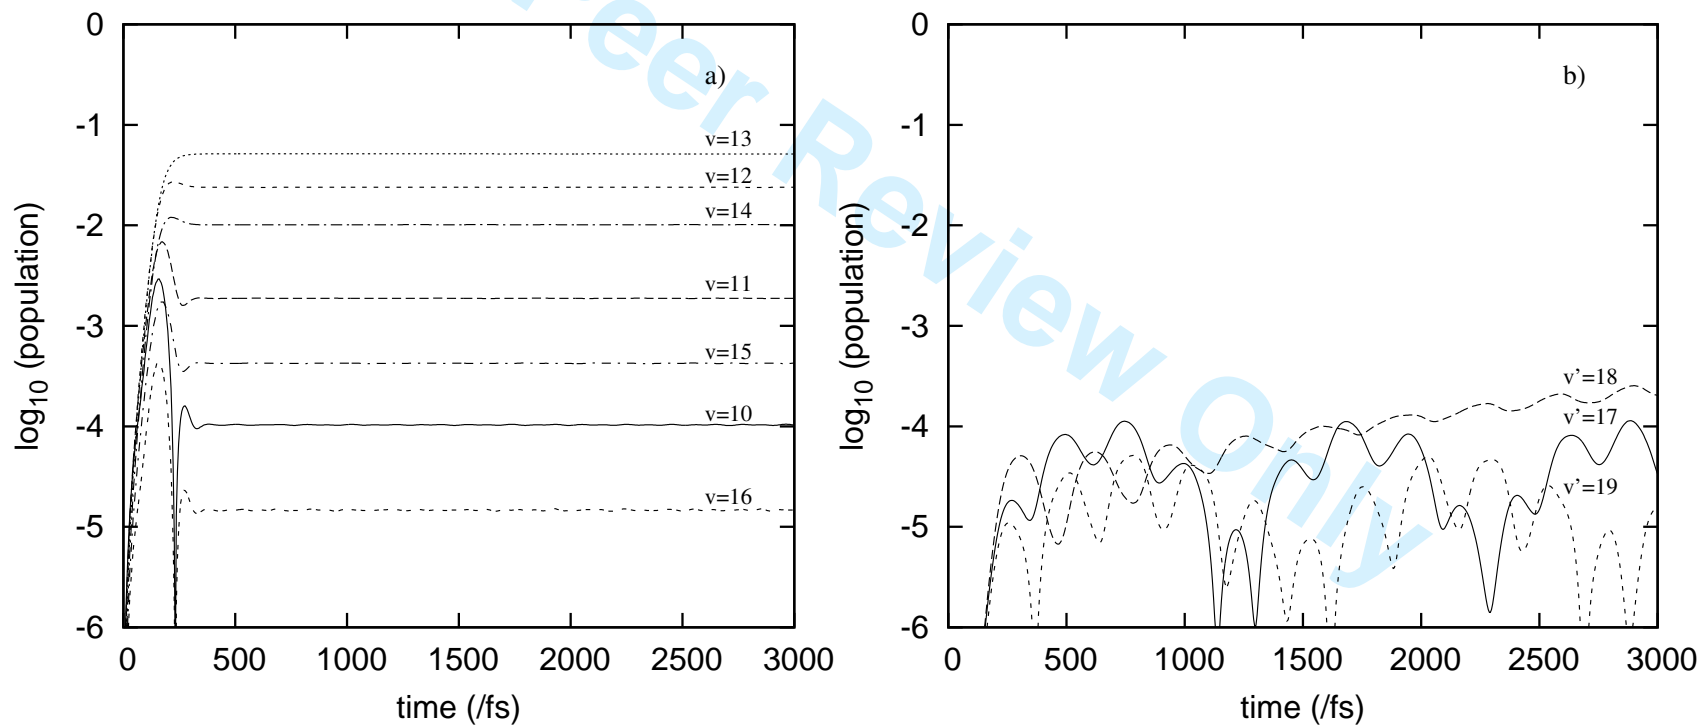 eer Review Only
a)
b)
0
-1
-2
-3
-4
-5
-6
log10 (population)
v=13
v=12
v=14
v=11
v=15
v=10
v=16
0 500 1000 1500 2000 2500 3000
time (/fs)
0
-1
-2
-3
-4
-5
-6
log10 (population)
v'=18
v'=17
v'=19
0 500 1000 1500 2000 2500 3000
time (/fs)